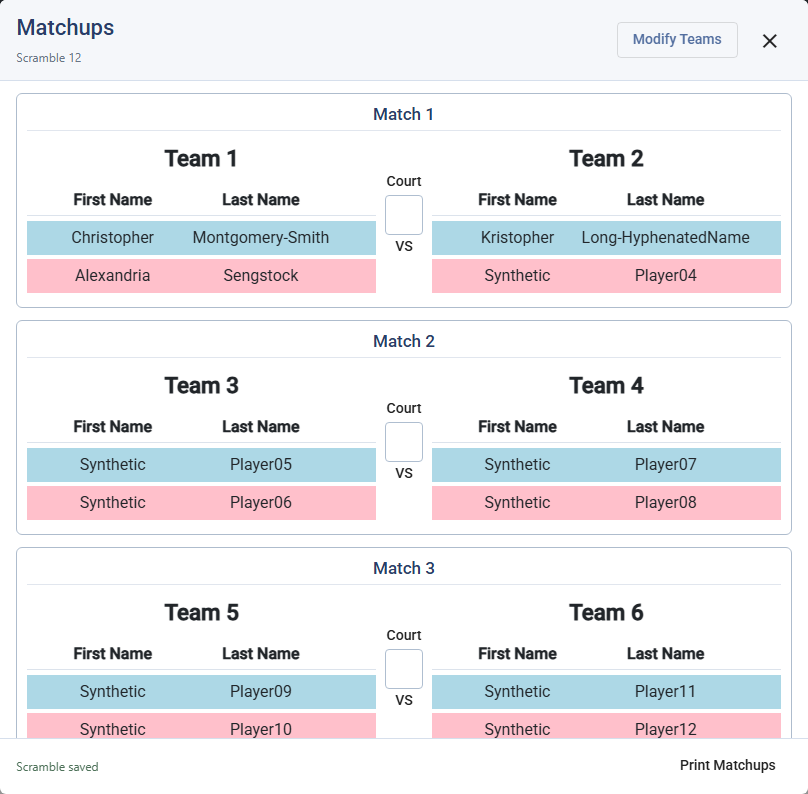 Matchups
Scramble 12
Modify Teams
Match 1
Team 1
First Name Last Name
Christopher Montgomery-Smith
Alexandria Sengstock
Court
VS
Team 2
First Name Last Name
Kristopher Long-HyphenatedName
Synthetic Player04
Match 2
Team 3
First Name Last Name
Synthetic Player05
Synthetic Player06
Court
VS
Team 4
First Name Last Name
Synthetic Player07
Synthetic Player08
Match 3
Team 5
First Name Last Name
Synthetic Player09
Synthetic Player10
Court
VS
Team 6
First Name Last Name
Synthetic Player11
Synthetic Player12
Scramble saved
Print Matchups